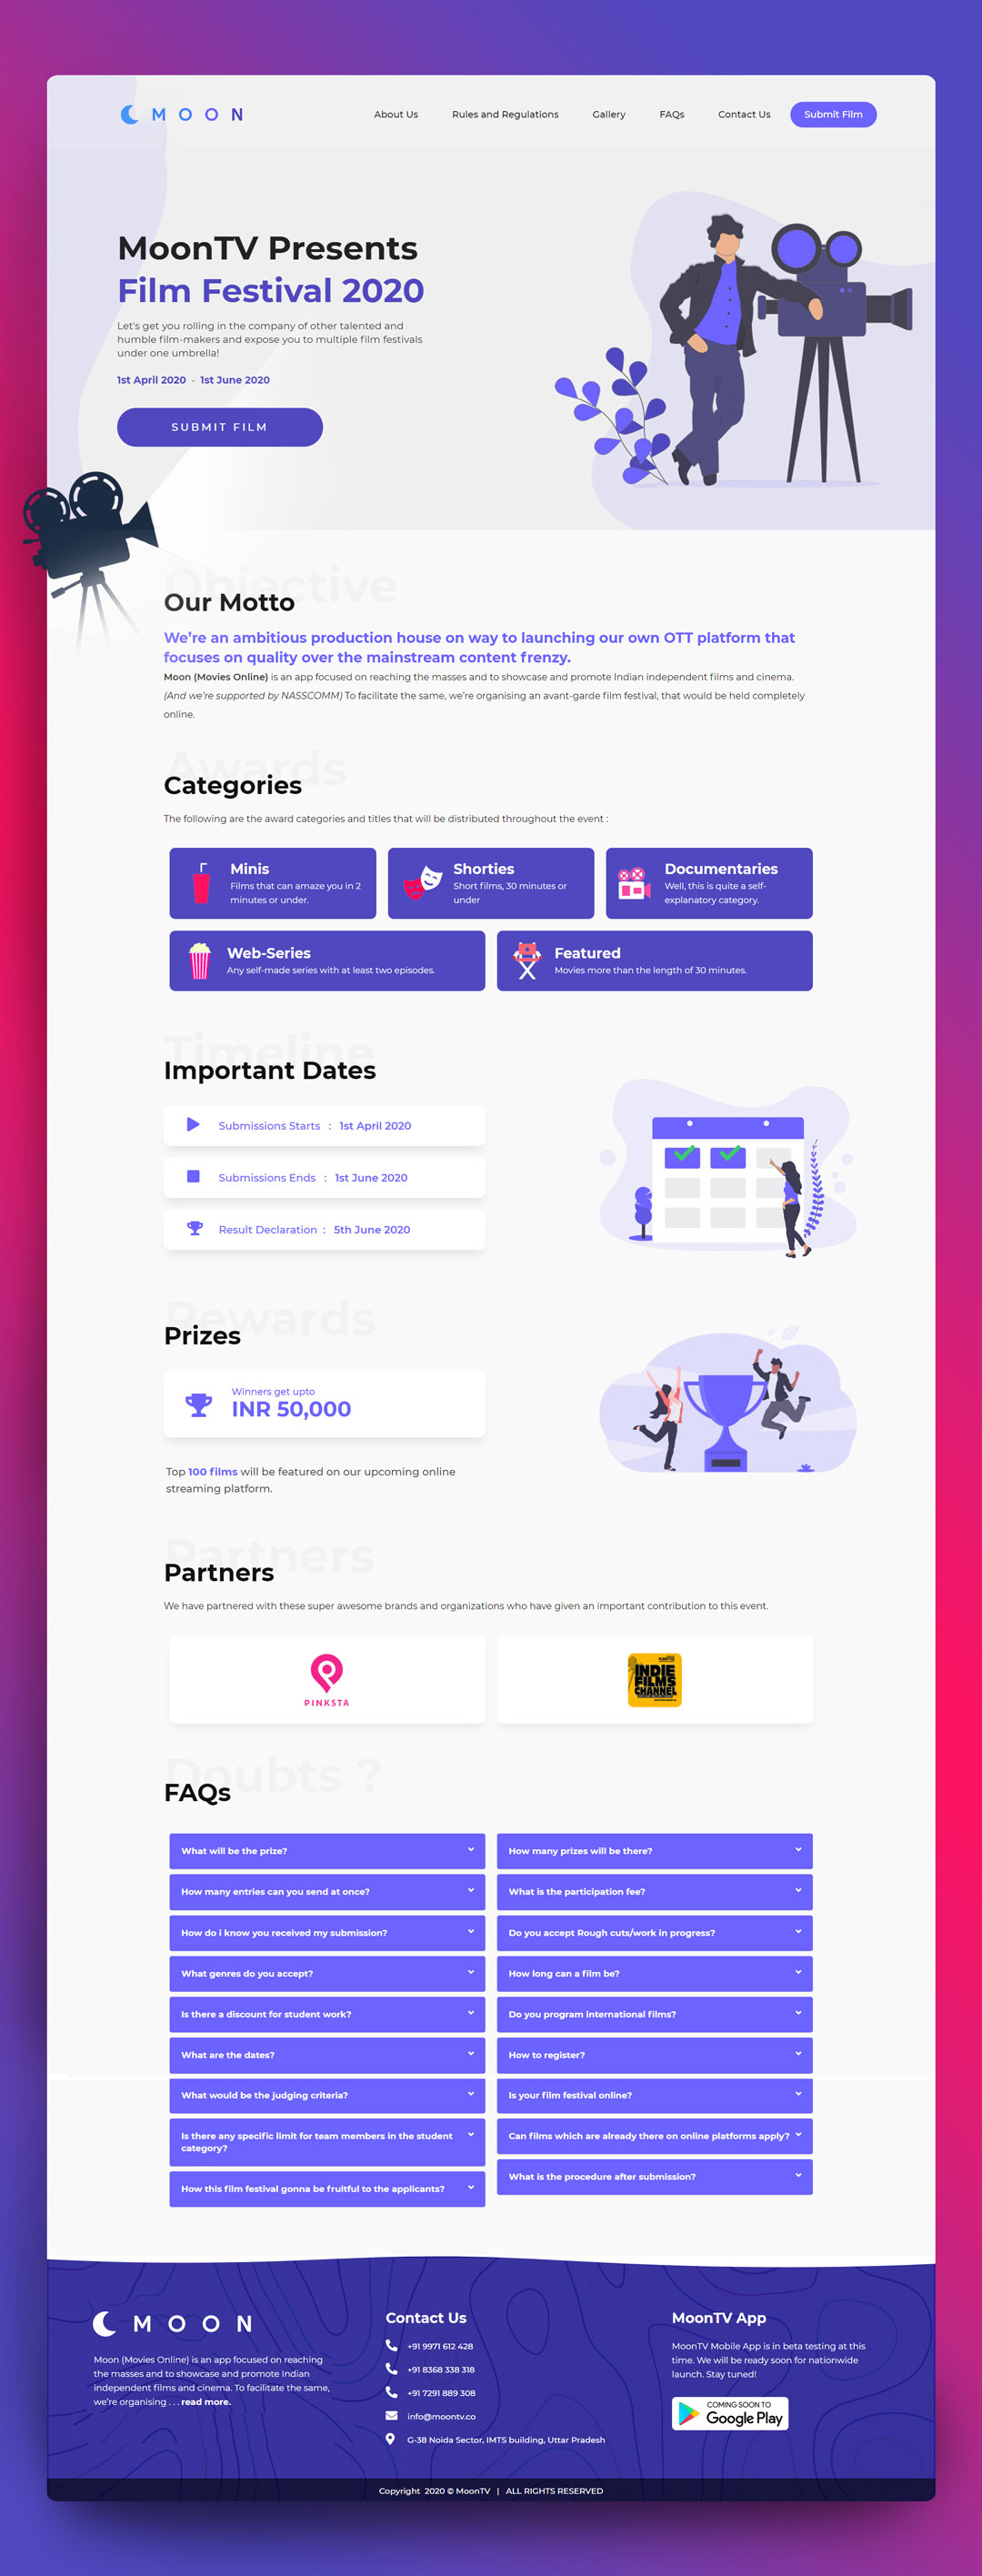 MOON
About Us
Rules and Regulations
Gallery
FAQs
Contact Us
Submit Film
MoonTV Presents
Film Festival 2020
Let's get you rolling in the company of other talented and
humble film-makers and expose you to multiple film festivals
under one umbrella!
1st April 2020 - 1st June 2020
SUBMIT FILM
Objective
Our Motto
We're an ambitious production house on way to launching our own OTT platform that
focuses on quality over the mainstream content frenzy.
Moon (Movies Online) is an app focused on reaching the masses and to showcase and promote Indian independent films and cinema.
(And we're supported by NASSCOMM) To facilitate the same, we're organising an avant-garde film festival, that would be held completely
online.
Awards
Categories
The following are the award categories and titles that will be distributed throughout the event :
Minis
Films that can amaze you in 2
minutes or under.
Shorties
Short films, 30 minutes or
under
Documentaries
Well, this is quite a self-
explanatory category.
Web-Series
Any self-made series with at least two episodes.
Featured
Movies more than the length of 30 minutes.
Timeline
Important Dates
Submissions Starts : 1st April 2020
Submissions Ends : 1st June 2020
Result Declaration : 5th June 2020
Rewards
Prizes
Winners get upto
INR 50,000
Top 100 films will be featured on our upcoming online
streaming platform.
Partners
Partners
We have partnered with these super awesome brands and organizations who have given an important contribution to this event.
PINKSTA
INDIE
FILMS
CHANNEL
Doubts ?
FAQs
What will be the prize?
How many entries can you send at once?
How do i know you received my submission?
What genres do you accept?
Is there a discount for student work?
What are the dates?
What would be the judging criteria?
Is there any specific limit for team members in the student
category?
How this film festival gonna be fruitful to the applicants?
How many prizes will be there?
What is the participation fee?
Do you accept Rough cuts/work in progress?
How long can a film be?
Do you program international films?
How to register?
Is your film festival online?
Can films which are already there on online platforms apply?
What is the procedure after submission?
MOON
Moon (Movies Online) is an app focused on reaching
the masses and to showcase and promote Indian
independent films and cinema. To facilitate the same,
we're organising . . . read more.
Contact Us
+91 9971 612 428
+91 8368 338 318
+91 7291 889 308
info@moontv.co
G-38 Noida Sector, IMTS building, Uttar Pradesh
MoonTV App
MoonTV Mobile App is in beta testing at this
time. We will be ready soon for nationwide
launch. Stay tuned!
COMING SOON TO
Google Play
Copyright 2020 © MoonTV | ALL RIGHTS RESERVED